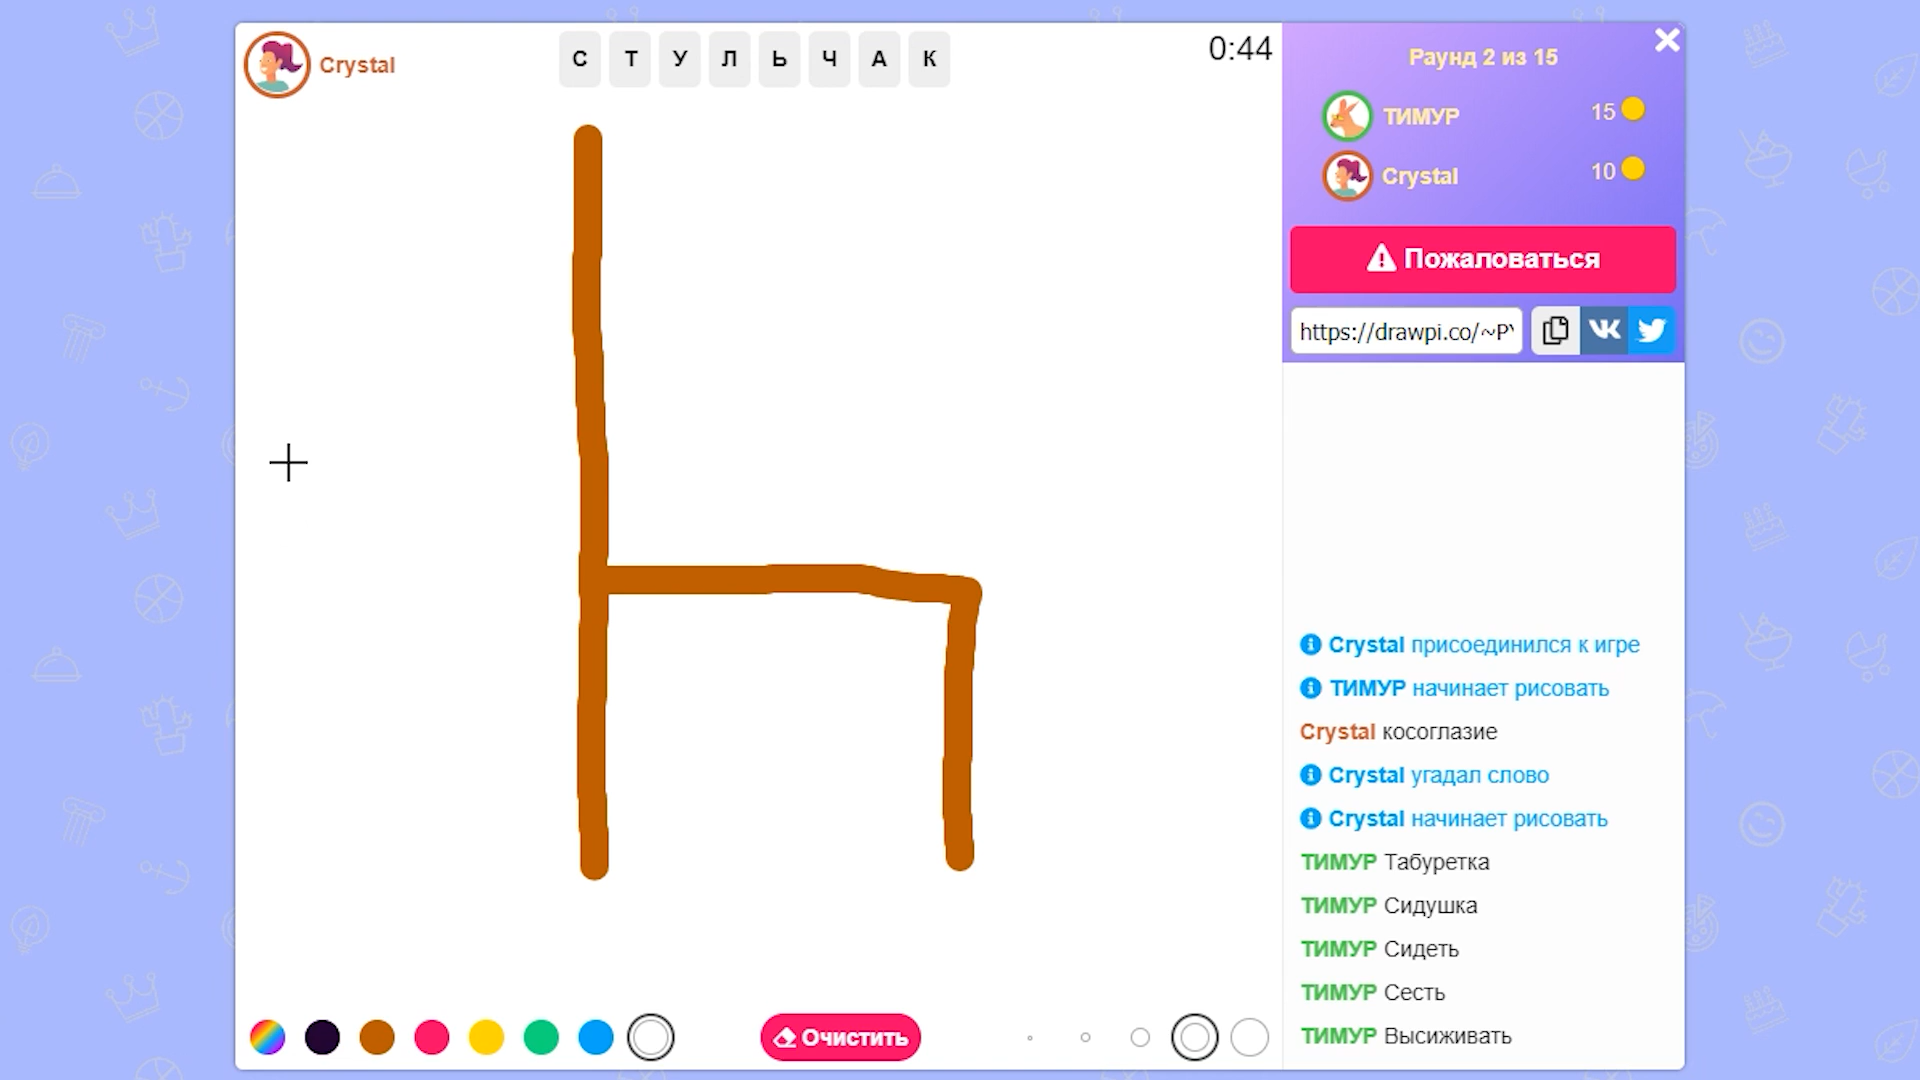 Crystal
С Т У Л Ь Ч А К
0:44
Раунд 2 из 15
ТИМУР 15
Crystal 10
Пожаловаться
https://drawpi.co/~P
Crystal присоединился к игре
ТИМУР начинает рисовать
Crystal косоглазие
Crystal угадал слово
Crystal начинает рисовать
ТИМУР Табуретка
ТИМУР Сидушка
ТИМУР Сидеть
ТИМУР Сесть
ТИМУР Высиживать
Очистить